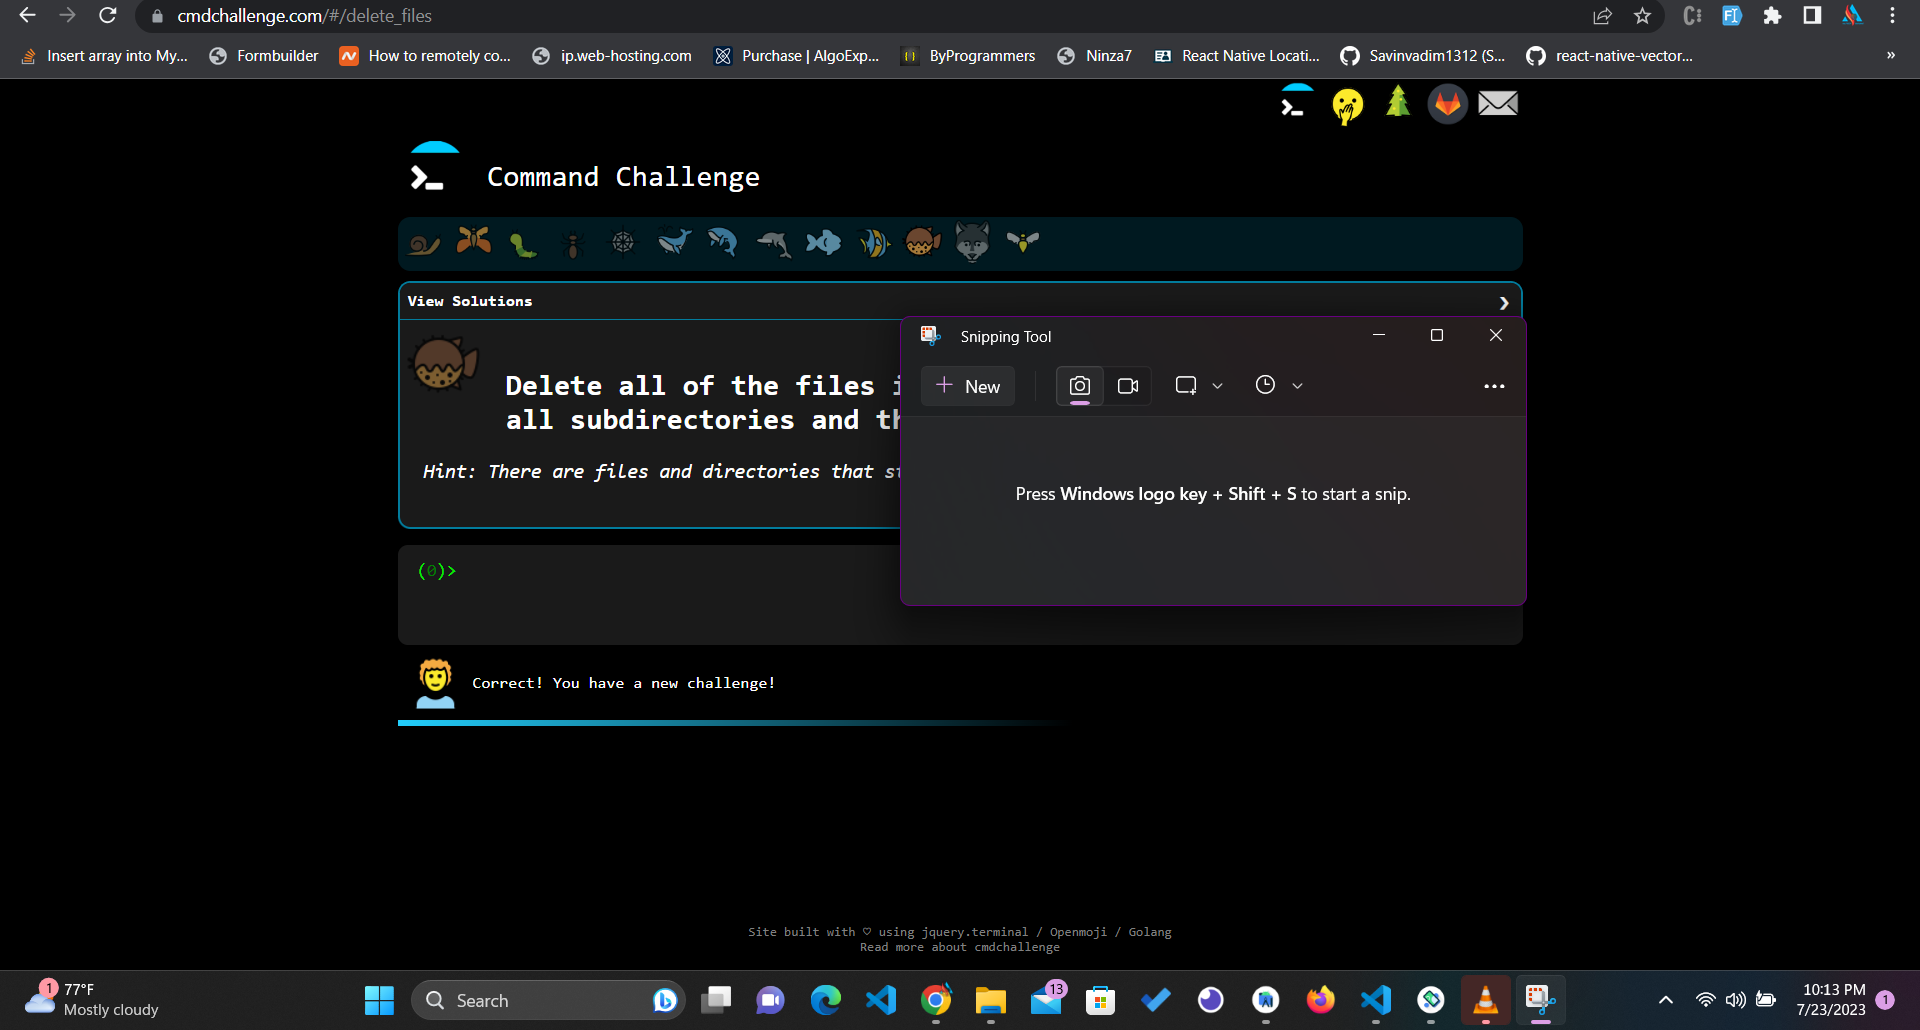 cmdchallenge.com/#/delete_files
Insert array into My... Formbuilder How to remotely co... ip.web-hosting.com Purchase | AlgoExp... ByProgrammers Ninza7 React Native Locati... Savinvadim1312 (S... react-native-vector... »
Command Challenge
View Solutions
Snipping Tool
New
Delete all of the files i
all subdirectories and th
Hint: There are files and directories that st
Press Windows logo key + Shift + S to start a snip.
(0)>
Correct! You have a new challenge!
Site built with ♡ using jquery.terminal / Openmoji / Golang
Read more about cmdchallenge
1
77°F
Mostly cloudy
Search
13
10:13 PM
7/23/2023
1